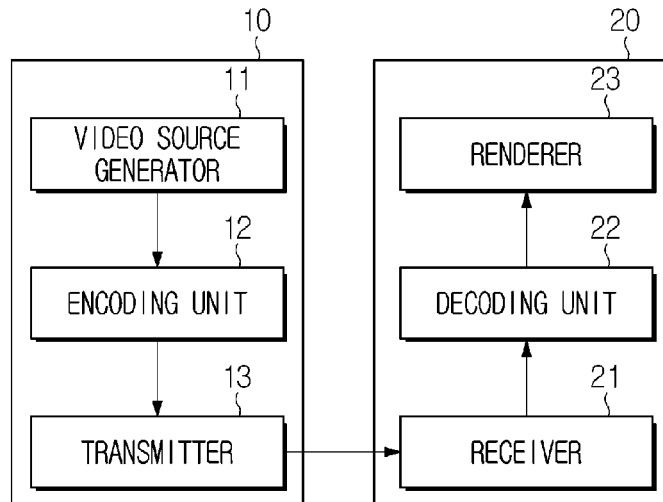 10
11
VIDEO SOURCE
GENERATOR
12
ENCODING UNIT
13
TRANSMITTER
20
23
RENDERER
22
DECODING UNIT
21
RECEIVER